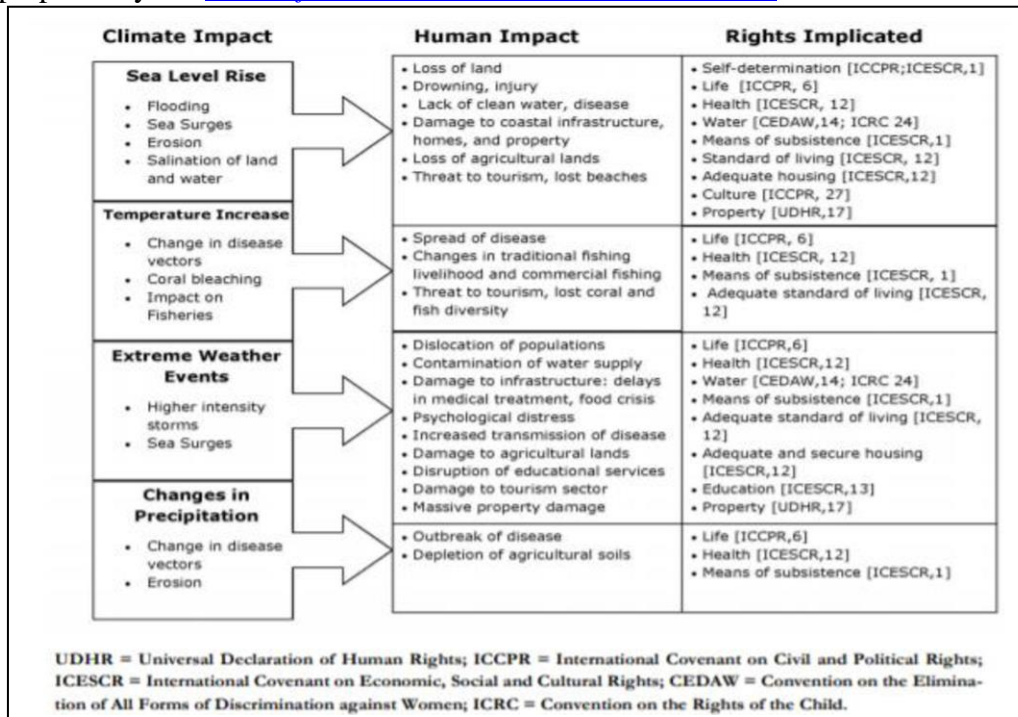 Climate Impact
Human Impact
Rights Implicated
Sea Level Rise
• Flooding
• Sea Surges
• Erosion
• Salination of land
and water
• Loss of land
• Drowning, injury
• Lack of clean water, disease
• Damage to coastal infrastructure,
homes, and property
• Loss of agricultural lands
• Threat to tourism, lost beaches
• Self-determination [ICCPR;ICESCR,1]
• Life [ICCPR, 6]
• Health [ICESCR, 12]
• Water [CEDAW,14; ICRC 24]
• Means of subsistence [ICESCR,1]
• Standard of living [ICESCR, 12]
• Adequate housing [ICESCR,12]
• Culture [ICCPR, 27]
• Property [UDHR,17]
Temperature Increase
• Change in disease
vectors
• Coral bleaching
• Impact on
Fisheries
• Spread of disease
• Changes in traditional fishing
livelihood and commercial fishing
• Threat to tourism, lost coral and
fish diversity
• Life [ICCPR, 6]
• Health [ICESCR, 12]
• Means of subsistence [ICESCR, 1]
• Adequate standard of living [ICESCR,
12]
Extreme Weather
Events
• Higher intensity
storms
• Sea Surges
• Dislocation of populations
• Contamination of water supply
• Damage to infrastructure: delays
in medical treatment, food crisis
• Psychological distress
• Increased transmission of disease
• Damage to agricultural lands
• Disruption of educational services
• Damage to tourism sector
• Massive property damage
• Life [ICCPR,6]
• Health [ICESCR,12]
• Water [CEDAW,14; ICRC 24]
• Means of subsistence [ICESCR,1]
• Adequate standard of living [ICESCR,
12]
• Adequate and secure housing
[ICESCR,12]
• Education [ICESCR,13]
• Property [UDHR,17]
Changes in
Precipitation
• Change in disease
vectors
• Erosion
• Outbreak of disease
• Depletion of agricultural soils
• Life [ICCPR,6]
• Health [ICESCR,12]
• Means of subsistence [ICESCR,1]
UDHR = Universal Declaration of Human Rights; ICCPR = International Covenant on Civil and Political Rights;
ICESCR = International Covenant on Economic, Social and Cultural Rights; CEDAW = Convention on the Elimina-
tion of All Forms of Discrimination against Women; ICRC = Convention on the Rights of the Child.